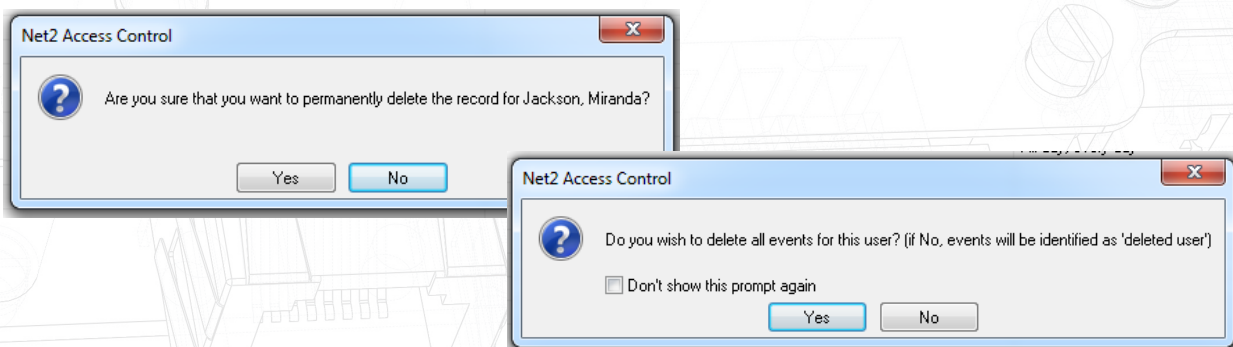 Net2 Access Control
Are you sure that you want to permanently delete the record for Jackson, Miranda?
Yes
No
Net2 Access Control
Do you wish to delete all events for this user? (if No, events will be identified as 'deleted user')
Don't show this prompt again
Yes
No